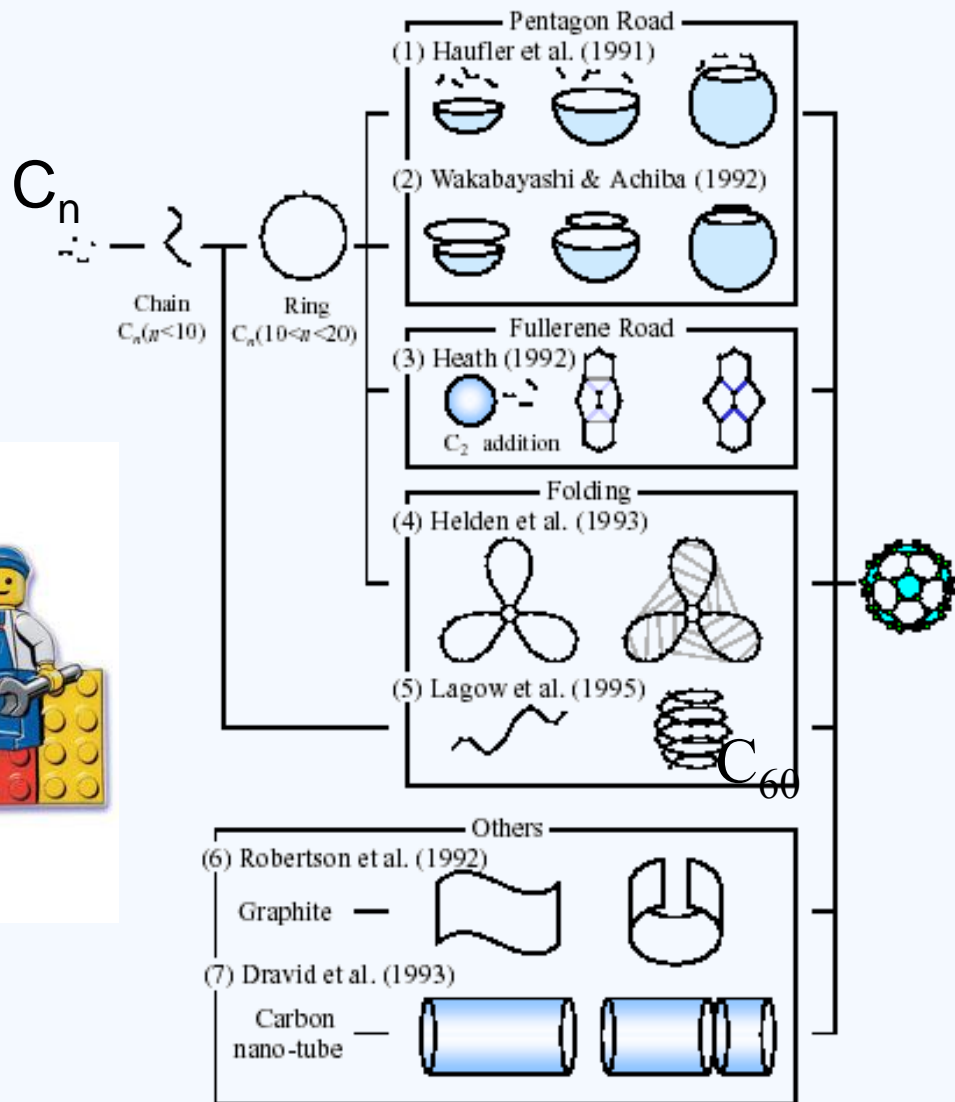 Pentagon Road
(1) Haufler et al. (1991)
(2) Wakabayashi & Achiba (1992)
Cₙ
Chain
Cₙ(n<10)
Ring
Cₙ(10<n<20)
Fullerene Road
(3) Heath (1992)
C₂ addition
Folding
(4) Helden et al. (1993)
(5) Lagow et al. (1995)
C₆₀
Others
(6) Robertson et al. (1992)
Graphite
(7) Dravid et al. (1993)
Carbon
nano-tube